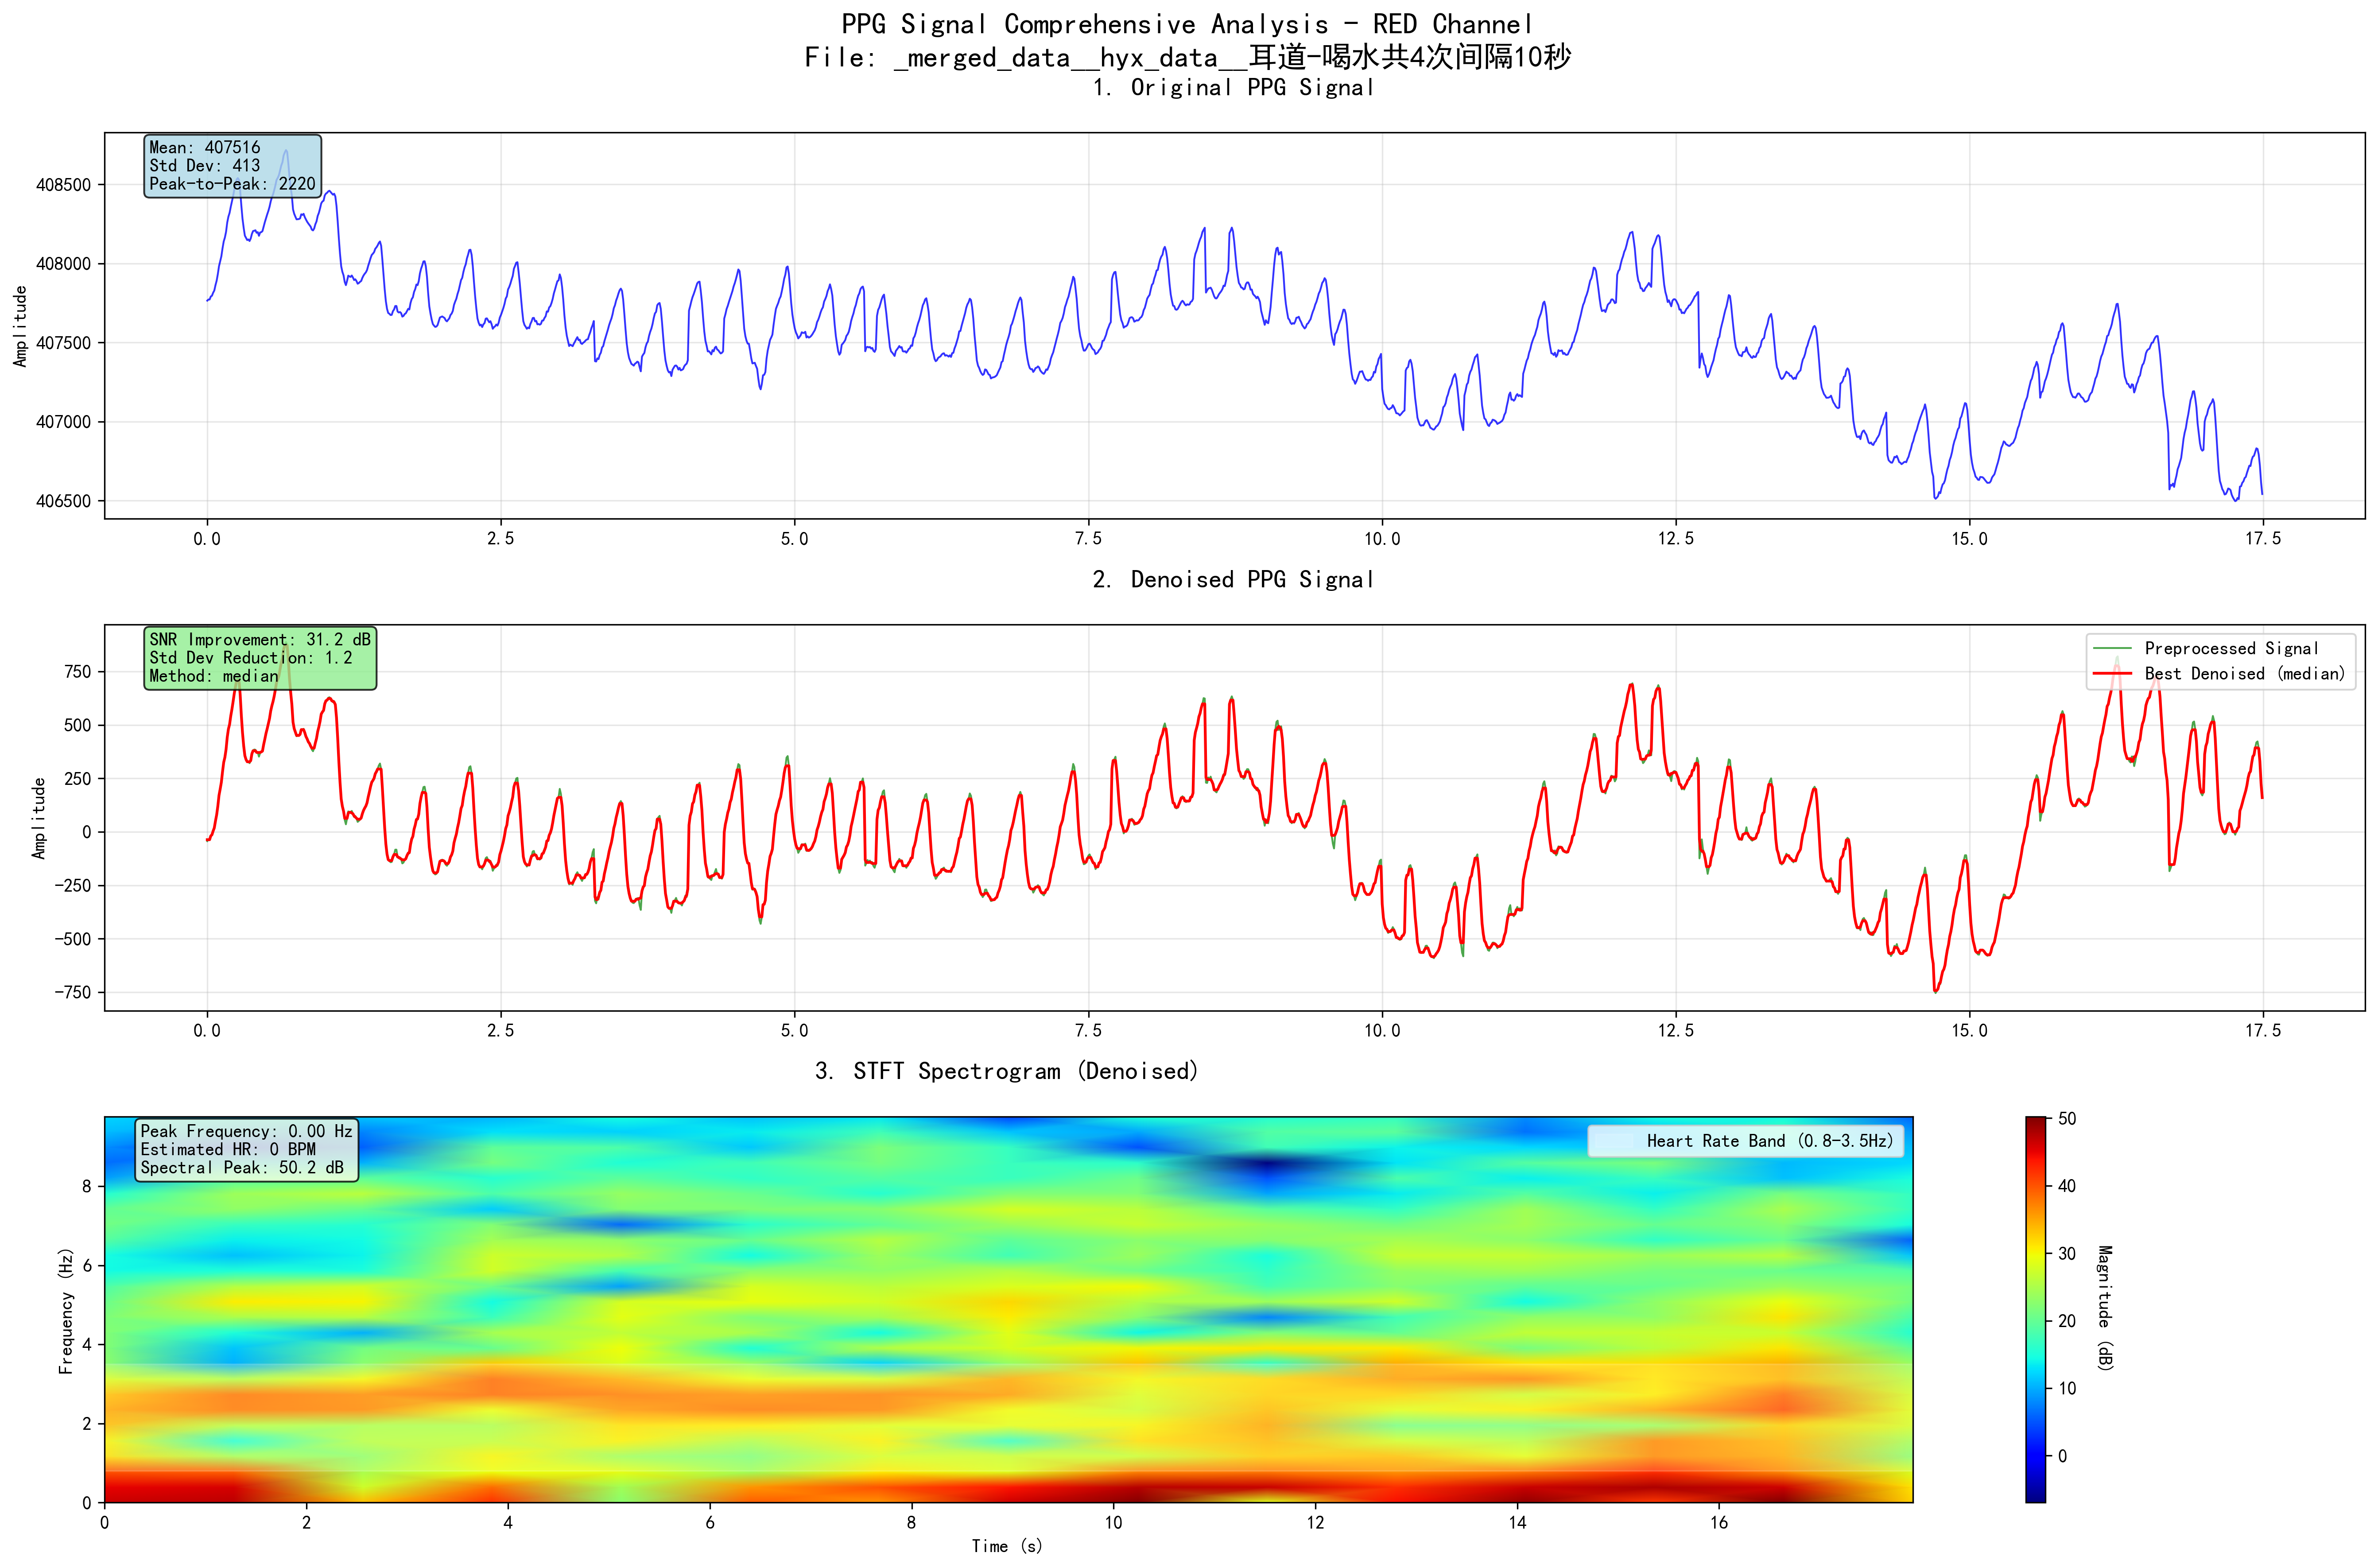 PPG Signal Comprehensive Analysis - RED Channel
File: _merged_data__hyx_data__耳道-喝水共4次间隔10秒
1. Original PPG Signal
Mean: 407516
Std Dev: 413
Peak-to-Peak: 2220
Amplitude
408500
408000
407500
407000
406500
0.0 2.5 5.0 7.5 10.0 12.5 15.0 17.5
2. Denoised PPG Signal
SNR Improvement: 31.2 dB
Std Dev Reduction: 1.2
Method: median
Preprocessed Signal
Best Denoised (median)
Amplitude
750
500
250
0
-250
-500
-750
0.0 2.5 5.0 7.5 10.0 12.5 15.0 17.5
3. STFT Spectrogram (Denoised)
Peak Frequency: 0.00 Hz
Estimated HR: 0 BPM
Spectral Peak: 50.2 dB
Heart Rate Band (0.8-3.5Hz)
Frequency (Hz)
8
6
4
2
0
0 2 4 6 8 10 12 14 16
Time (s)
50
40
30
20
10
0
Magnitude (dB)